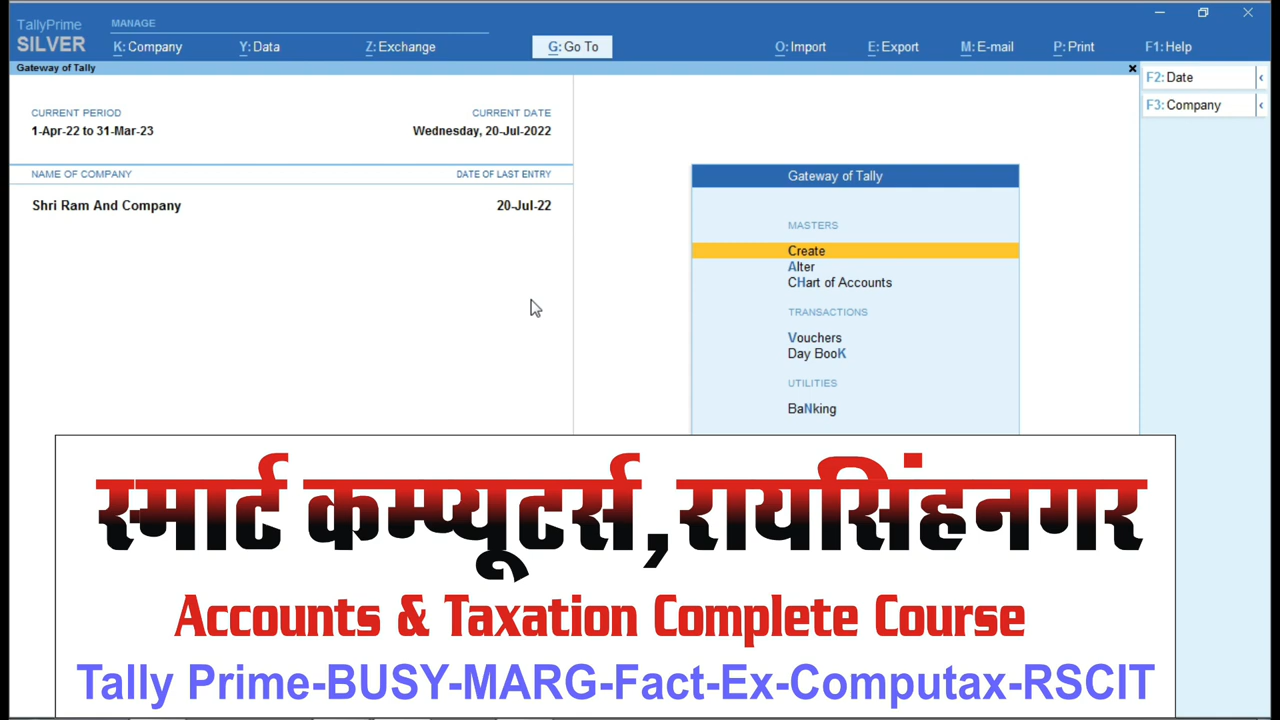 TallyPrime
SILVER
MANAGE
K: Company Y: Data Z: Exchange G: Go To O: Import E: Export M: E-mail P: Print F1: Help
Gateway of Tally
F2: Date
F3: Company
CURRENT PERIOD CURRENT DATE
1-Apr-22 to 31-Mar-23 Wednesday, 20-Jul-2022
NAME OF COMPANY DATE OF LAST ENTRY
Shri Ram And Company 20-Jul-22
Gateway of Tally
MASTERS
Create
Alter
CHart of Accounts
TRANSACTIONS
Vouchers
Day BooK
UTILITIES
BaNking
स्मार्ट कम्प्यूटर्स,रायसिंहनगर
Accounts & Taxation Complete Course
Tally Prime-BUSY-MARG-Fact-Ex-Computax-RSCIT